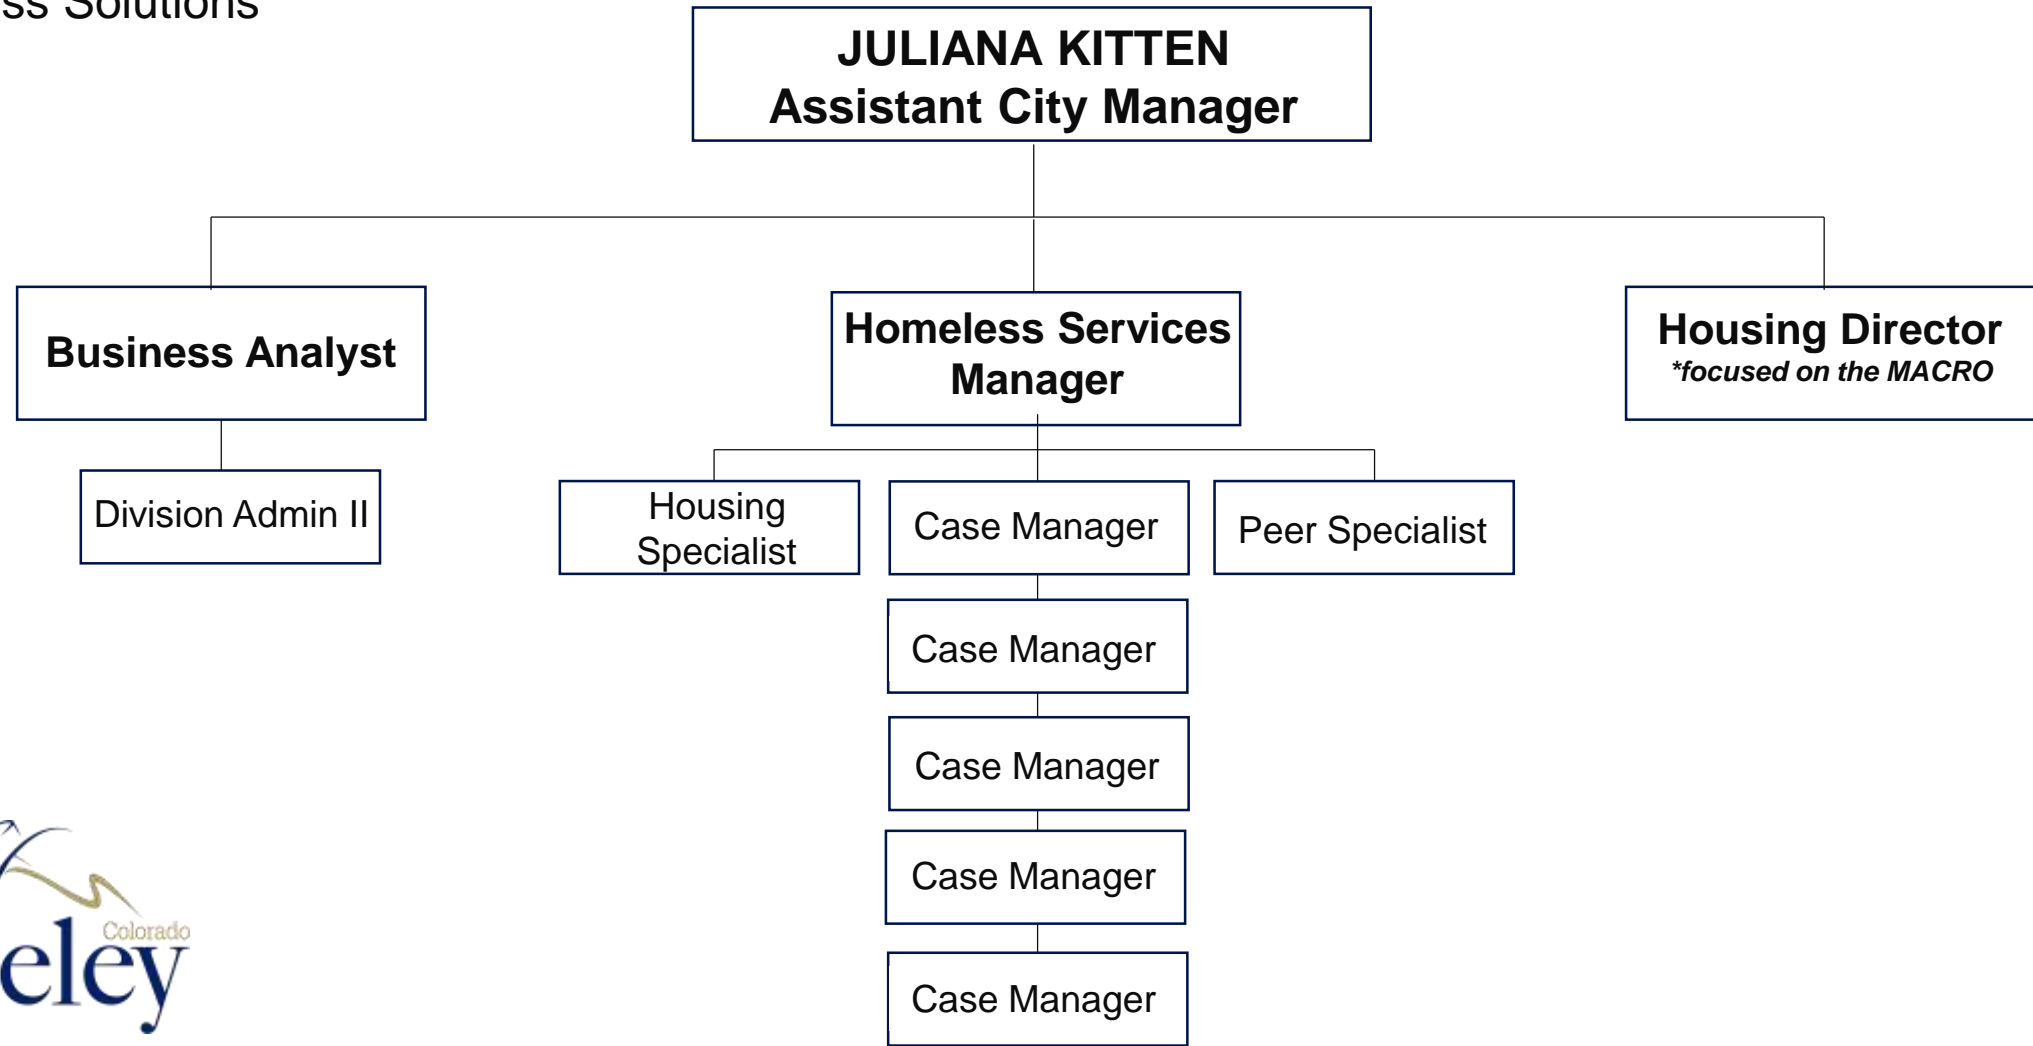 Solutions
JULIANA KITTEN
Assistant City Manager
Business Analyst
Homeless Services
Manager
Housing Director
*focused on the MACRO
Division Admin II
Housing
Specialist
Case Manager
Peer Specialist
Case Manager
Case Manager
Case Manager
Case Manager
Colorado
eley